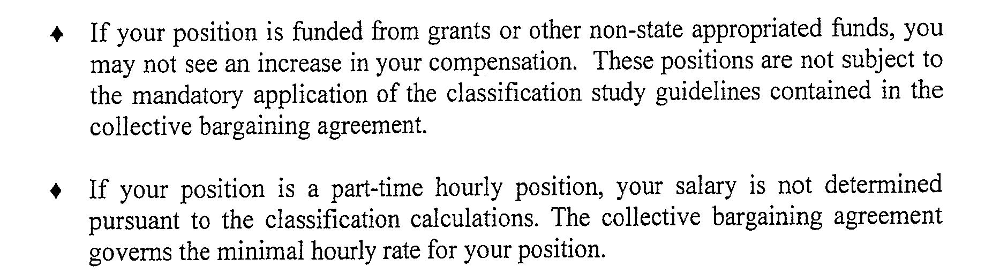 ♦ If your position is funded from grants or other non-state appropriated funds, you
may not see an increase in your compensation. These positions are not subject to
the mandatory application of the classification study guidelines contained in the
collective bargaining agreement.
♦ If your position is a part-time hourly position, your salary is not determined
pursuant to the classification calculations. The collective bargaining agreement
governs the minimal hourly rate for your position.